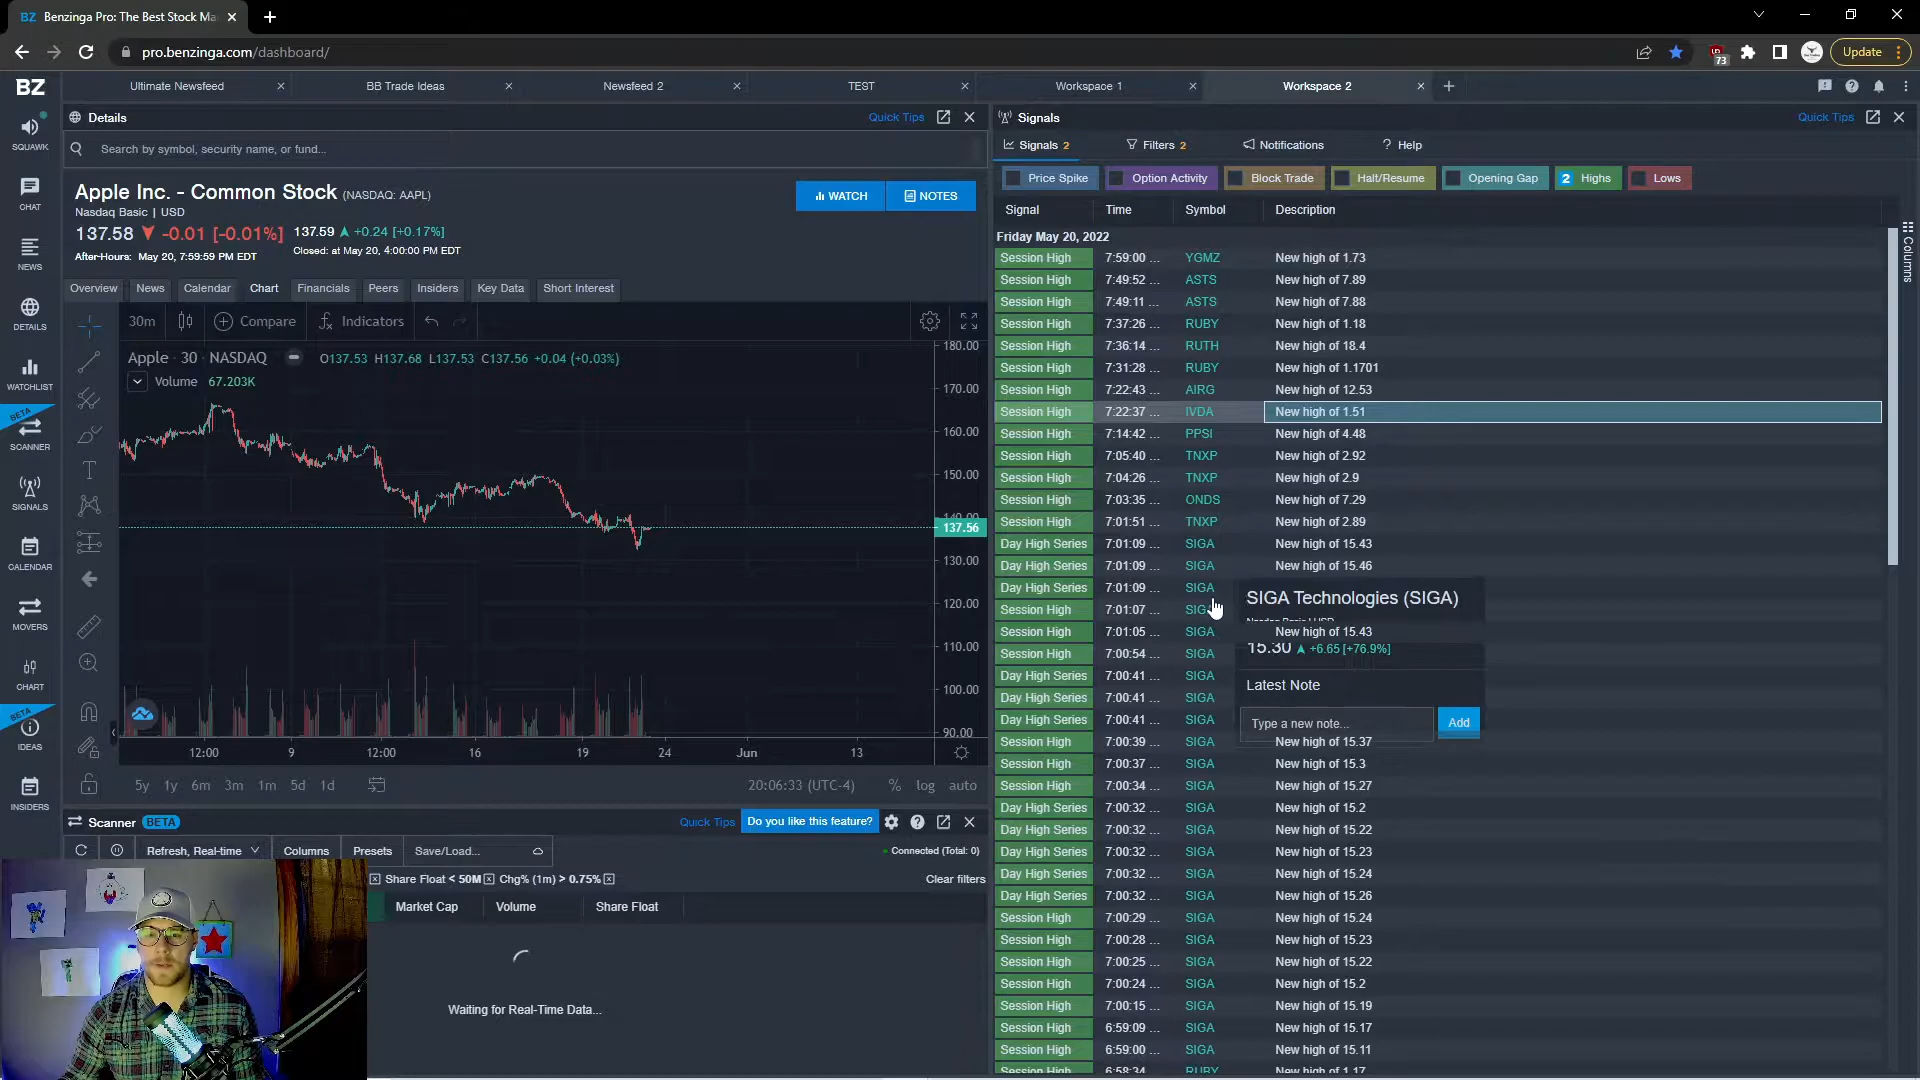 BZ Benzinga Pro: The Best Stock Ma
pro.benzinga.com/dashboard/
73
Update
BZ
Ultimate Newsfeed
BB Trade Ideas
Newsfeed 2
TEST
Workspace 1
Workspace 2
SQUAWK
CHAT
NEWS
DETAILS
WATCHLIST
BETA
SCANNER
SIGNALS
CALENDAR
MOVERS
CHART
BETA
IDEAS
INSIDERS
Details
Quick Tips
Search by symbol, security name, or fund...
Apple Inc. - Common Stock (NASDAQ: AAPL)
Nasdaq Basic | USD
137.58 -0.01 [-0.01%] 137.59 +0.24 [+0.17%]
After-Hours: May 20, 7:59:59 PM EDT
Closed: at May 20, 4:00:00 PM EDT
WATCH
NOTES
Overview News Calendar Chart Financials Peers Insiders Key Data Short Interest
30m Compare Indicators
Apple · 30 · NASDAQ O137.53 H137.68 L137.53 C137.56 +0.04 (+0.03%)
Volume 67.203K
180.00
170.00
160.00
150.00
140.00
137.56
130.00
120.00
110.00
100.00
90.00
12:00 9 12:00 16 19 24 Jun 13
5y 1y 6m 3m 1m 5d 1d
20:06:33 (UTC-4) % log auto
Scanner BETA
Quick Tips Do you like this feature?
Refresh, Real-time Columns Presets Save/Load...
Connected (Total: 0)
Share Float < 50M Chg% (1m) > 0.75%
Clear filters
Market Cap Volume Share Float
Waiting for Real-Time Data...
Signals
Quick Tips
Signals 2 Filters 2 Notifications ? Help
Price Spike Option Activity Block Trade Halt/Resume Opening Gap 2 Highs Lows
Signal Time Symbol Description
Columns
Friday May 20, 2022
Session High 7:59:00 ... YGMZ New high of 1.73
Session High 7:49:52 ... ASTS New high of 7.89
Session High 7:49:11 ... ASTS New high of 7.88
Session High 7:37:26 ... RUBY New high of 1.18
Session High 7:36:14 ... RUTH New high of 18.4
Session High 7:31:28 ... RUBY New high of 1.1701
Session High 7:22:43 ... AIRG New high of 12.53
Session High 7:22:37 ... IVDA New high of 1.51
Session High 7:14:42 ... PPSI New high of 4.48
Session High 7:05:40 ... TNXP New high of 2.92
Session High 7:04:26 ... TNXP New high of 2.9
Session High 7:03:35 ... ONDS New high of 7.29
Session High 7:01:51 ... TNXP New high of 2.89
Day High Series 7:01:09 ... SIGA New high of 15.43
Day High Series 7:01:09 ... SIGA New high of 15.46
Day High Series 7:01:09 ... SIGA
Session High 7:01:07 ... SIGA
Session High 7:01:05 ... SIGA New high of 15.43
Session High 7:00:54 ... SIGA
Session High 7:00:41 ... SIGA
Session High 7:00:41 ... SIGA
Session High 7:00:41 ... SIGA
Session High 7:00:39 ... SIGA New high of 15.37
Session High 7:00:37 ... SIGA New high of 15.3
Session High 7:00:34 ... SIGA New high of 15.27
Day High Series 7:00:32 ... SIGA New high of 15.2
Day High Series 7:00:32 ... SIGA New high of 15.22
Day High Series 7:00:32 ... SIGA New high of 15.23
Day High Series 7:00:32 ... SIGA New high of 15.24
Day High Series 7:00:32 ... SIGA New high of 15.26
Session High 7:00:29 ... SIGA New high of 15.24
Session High 7:00:28 ... SIGA New high of 15.23
Session High 7:00:25 ... SIGA New high of 15.22
Session High 7:00:24 ... SIGA New high of 15.2
Session High 7:00:15 ... SIGA New high of 15.19
Session High 6:59:09 ... SIGA New high of 15.17
Session High 6:59:00 ... SIGA New high of 15.11
Session High 6:58:34 RUBY New high of 1.17
SIGA Technologies (SIGA)
Nasdaq Basic | USD
15.30 +6.65 [+76.9%]
Latest Note
Type a new note...
Add